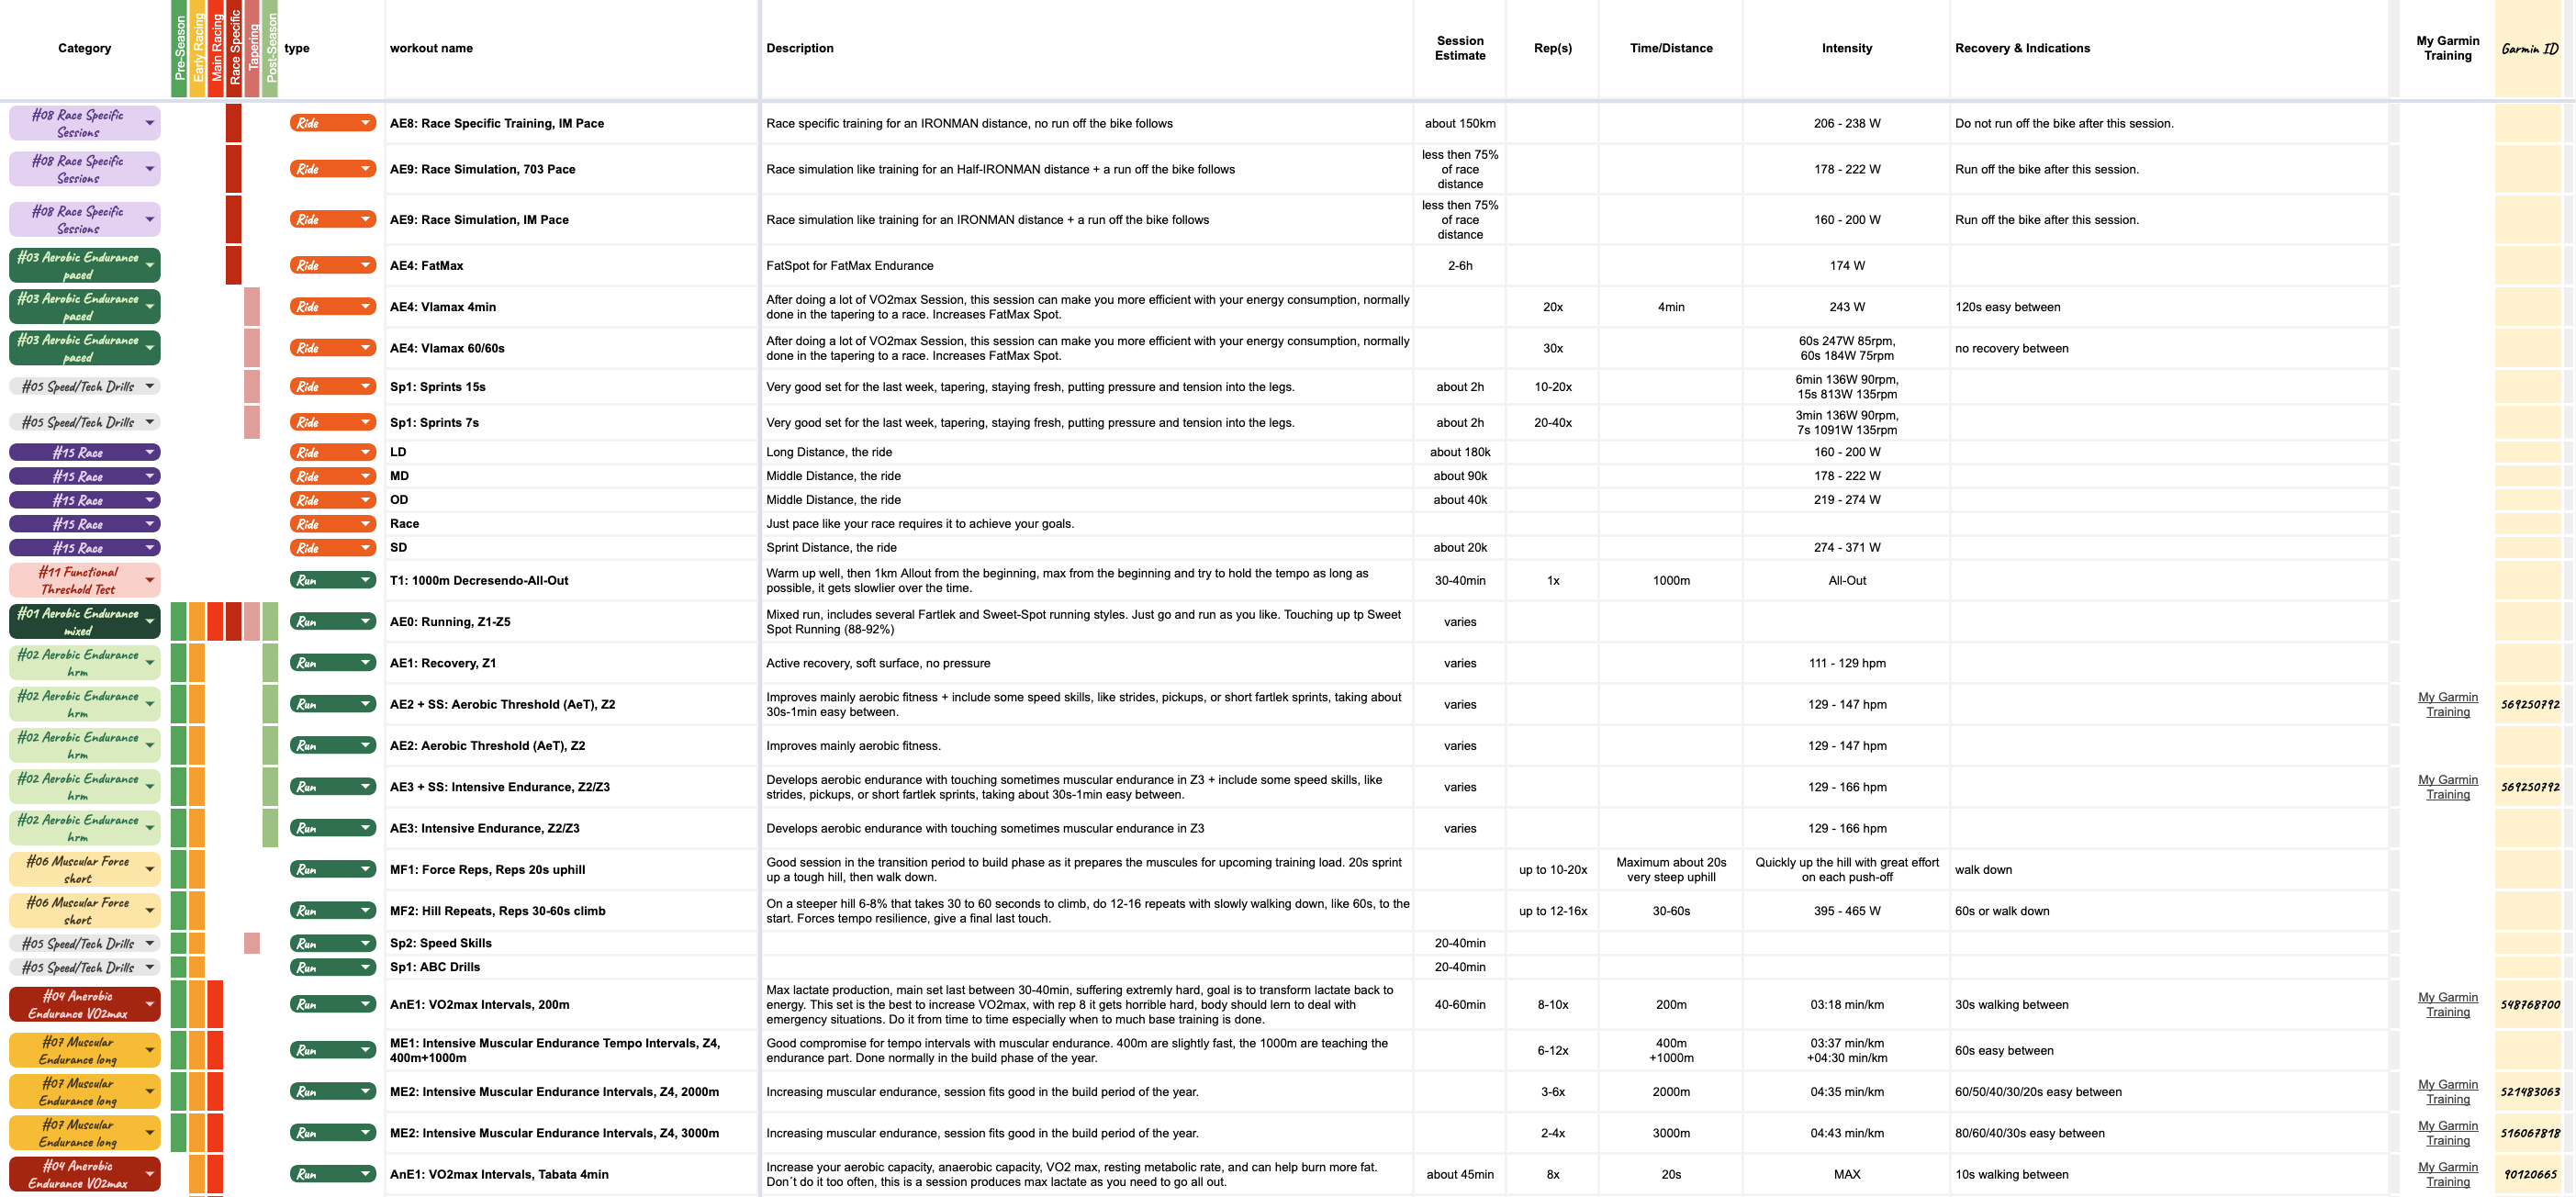 Category
Pre-Season
Early Racing
Main Racing
Race Specific
Tapering
Post-Season
type
workout name
Description
Session
Estimate
Rep(s)
Time/Distance
Intensity
Recovery & Indications
My Garmin
Training
Garmin ID
#08 Race Specific
Sessions
Ride
AE8: Race Specific Training, IM Pace
Race specific training for an IRONMAN distance, no run off the bike follows
about 150km
206 - 238 W
Do not run off the bike after this session.
#08 Race Specific
Sessions
Ride
AE9: Race Simulation, 703 Pace
Race simulation like training for an Half-IRONMAN distance + a run off the bike follows
less then 75%
of race
distance
178 - 222 W
Run off the bike after this session.
#08 Race Specific
Sessions
Ride
AE9: Race Simulation, IM Pace
Race simulation like training for an IRONMAN distance + a run off the bike follows
less then 75%
of race
distance
160 - 200 W
Run off the bike after this session.
#03 Aerobic Endurance
paced
Ride
AE4: FatMax
FatSpot for FatMax Endurance
2-6h
174 W
#03 Aerobic Endurance
paced
Ride
AE4: Vlamax 4min
After doing a lot of VO2max Session, this session can make you more efficient with your energy consumption, normally
done in the tapering to a race. Increases FatMax Spot.
20x
4min
243 W
120s easy between
#03 Aerobic Endurance
paced
Ride
AE4: Vlamax 60/60s
After doing a lot of VO2max Session, this session can make you more efficient with your energy consumption, normally
done in the tapering to a race. Increases FatMax Spot.
30x
60s 247W 85rpm,
60s 184W 75rpm
no recovery between
#05 Speed/Tech Drills
Ride
Sp1: Sprints 15s
Very good set for the last week, tapering, staying fresh, putting pressure and tension into the legs.
about 2h
10-20x
6min 136W 90rpm,
15s 813W 135rpm
#05 Speed/Tech Drills
Ride
Sp1: Sprints 7s
Very good set for the last week, tapering, staying fresh, putting pressure and tension into the legs.
about 2h
20-40x
3min 136W 90rpm,
7s 1091W 135rpm
#15 Race
Ride
LD
Long Distance, the ride
about 180k
160 - 200 W
#15 Race
Ride
MD
Middle Distance, the ride
about 90k
178 - 222 W
#15 Race
Ride
OD
Middle Distance, the ride
about 40k
219 - 274 W
#15 Race
Ride
Race
Just pace like your race requires it to achieve your goals.
#15 Race
Ride
SD
Sprint Distance, the ride
about 20k
274 - 371 W
#11 Functional
Threshold Test
Run
T1: 1000m Decresendo-All-Out
Warm up well, then 1km Allout from the beginning, max from the beginning and try to hold the tempo as long as
possible, it gets slowlier over the time.
30-40min
1x
1000m
All-Out
#01 Aerobic Endurance
mixed
Run
AE0: Running, Z1-Z5
Mixed run, includes several Fartlek and Sweet-Spot running styles. Just go and run as you like. Touching up tp Sweet
Spot Running (88-92%)
varies
#02 Aerobic Endurance
hrm
Run
AE1: Recovery, Z1
Active recovery, soft surface, no pressure
varies
111 - 129 hpm
#02 Aerobic Endurance
hrm
Run
AE2 + SS: Aerobic Threshold (AeT), Z2
Improves mainly aerobic fitness + include some speed skills, like strides, pickups, or short fartlek sprints, taking about
30s-1min easy between.
varies
129 - 147 hpm
My Garmin
Training
569250792
#02 Aerobic Endurance
hrm
Run
AE2: Aerobic Threshold (AeT), Z2
Improves mainly aerobic fitness.
varies
129 - 147 hpm
#02 Aerobic Endurance
hrm
Run
AE3 + SS: Intensive Endurance, Z2/Z3
Develops aerobic endurance with touching sometimes muscular endurance in Z3 + include some speed skills, like
strides, pickups, or short fartlek sprints, taking about 30s-1min easy between.
varies
129 - 166 hpm
My Garmin
Training
569250792
#02 Aerobic Endurance
hrm
Run
AE3: Intensive Endurance, Z2/Z3
Develops aerobic endurance with touching sometimes muscular endurance in Z3
varies
129 - 166 hpm
#06 Muscular Force
short
Run
MF1: Force Reps, Reps 20s uphill
Good session in the transition period to build phase as it prepares the muscules for upcoming training load. 20s sprint
up a tough hill, then walk down.
up to 10-20x
Maximum about 20s
very steep uphill
Quickly up the hill with great effort
on each push-off
walk down
#06 Muscular Force
short
Run
MF2: Hill Repeats, Reps 30-60s climb
On a steeper hill 6-8% that takes 30 to 60 seconds to climb, do 12-16 repeats with slowly walking down, like 60s, to the
start. Forces tempo resilience, give a final last touch.
up to 12-16x
30-60s
395 - 465 W
60s or walk down
#05 Speed/Tech Drills
Run
Sp2: Speed Skills
20-40min
#05 Speed/Tech Drills
Run
Sp1: ABC Drills
20-40min
#04 Anerobic
Endurance VO2max
Run
AnE1: VO2max Intervals, 200m
Max lactate production, main set last between 30-40min, suffering extremly hard, goal is to transform lactate back to
energy. This set is the best to increase VO2max, with rep 8 it gets horrible hard, body should lern to deal with
emergency situations. Do it from time to time especially when to much base training is done.
40-60min
8-10x
200m
03:18 min/km
30s walking between
My Garmin
Training
548768700
#07 Muscular
Endurance long
Run
ME1: Intensive Muscular Endurance Tempo Intervals, Z4,
400m+1000m
Good compromise for tempo intervals with muscular endurance. 400m are slightly fast, the 1000m are teaching the
endurance part. Done normally in the build phase of the year.
6-12x
400m
+1000m
03:37 min/km
+04:30 min/km
60s easy between
#07 Muscular
Endurance long
Run
ME2: Intensive Muscular Endurance Intervals, Z4, 2000m
Increasing muscular endurance, session fits good in the build period of the year.
3-6x
2000m
04:35 min/km
60/50/40/30/20s easy between
My Garmin
Training
521483063
#07 Muscular
Endurance long
Run
ME2: Intensive Muscular Endurance Intervals, Z4, 3000m
Increasing muscular endurance, session fits good in the build period of the year.
2-4x
3000m
04:43 min/km
80/60/40/30s easy between
My Garmin
Training
516067818
#04 Anerobic
Endurance VO2max
Run
AnE1: VO2max Intervals, Tabata 4min
Increase your aerobic capacity, anaerobic capacity, VO2 max, resting metabolic rate, and can help burn more fat.
Don´t do it too often, this is a session produces max lactate as you need to go all out.
about 45min
8x
20s
MAX
10s walking between
My Garmin
Training
90120665